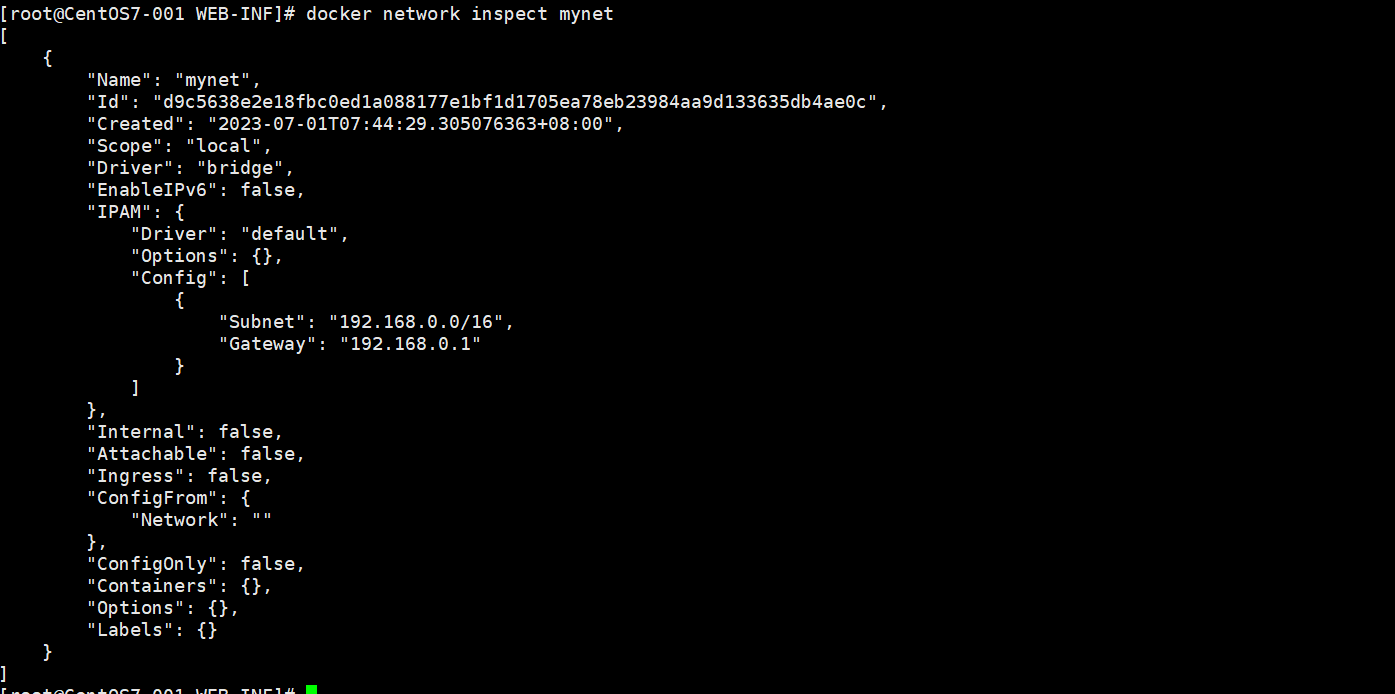 [root@CentOS7-001 WEB-INF]# docker network inspect mynet
[
    {
        "Name": "mynet",
        "Id": "d9c5638e2e18fbc0ed1a088177e1bf1d1705ea78eb23984aa9d133635db4ae0c",
        "Created": "2023-07-01T07:44:29.305076363+08:00",
        "Scope": "local",
        "Driver": "bridge",
        "EnableIPv6": false,
        "IPAM": {
            "Driver": "default",
            "Options": {},
            "Config": [
                {
                    "Subnet": "192.168.0.0/16",
                    "Gateway": "192.168.0.1"
                }
            ]
        },
        "Internal": false,
        "Attachable": false,
        "Ingress": false,
        "ConfigFrom": {
            "Network": ""
        },
        "ConfigOnly": false,
        "Containers": {},
        "Options": {},
        "Labels": {}
    }
]
[root@CentOS7-001 WEB-INF]#